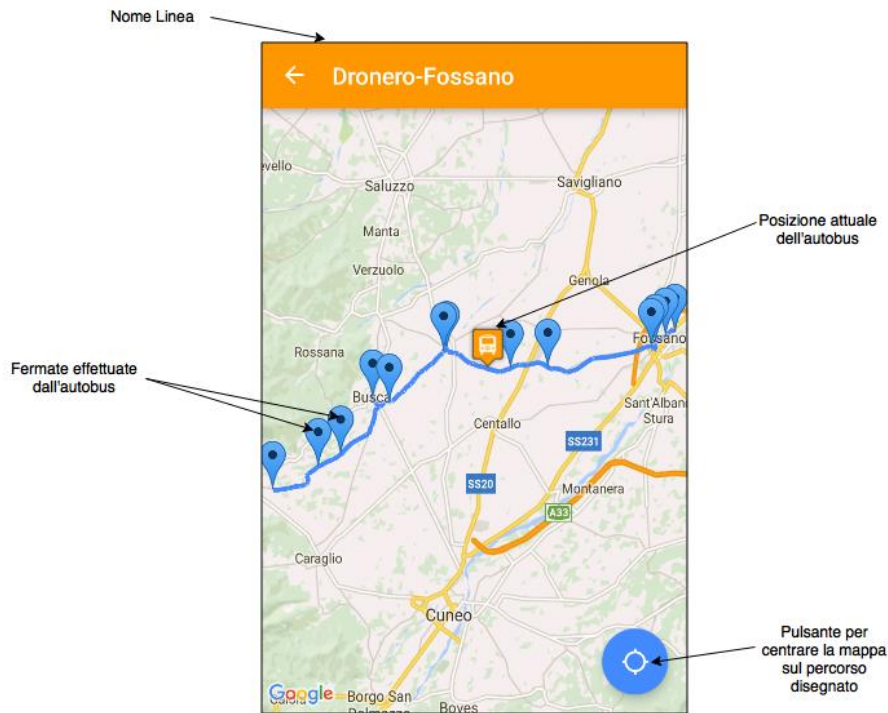 Nome Linea
Dronero-Fossano
evello
Saluzzo
Savigliano
Manta
Posizione attuale
dell'autobus
Verzuolo
Genola
Rossana
Fossano
Fermate effettuate
dall'autobus
Busca
Sant'Alban
Stura
Centallo
SS231
SS20
Montanera
A33
Caraglio
Cuneo
Pulsante per
centrare la mappa
sul percorso
disegnato
Google
Borgo San
Dalmazzo
Boves